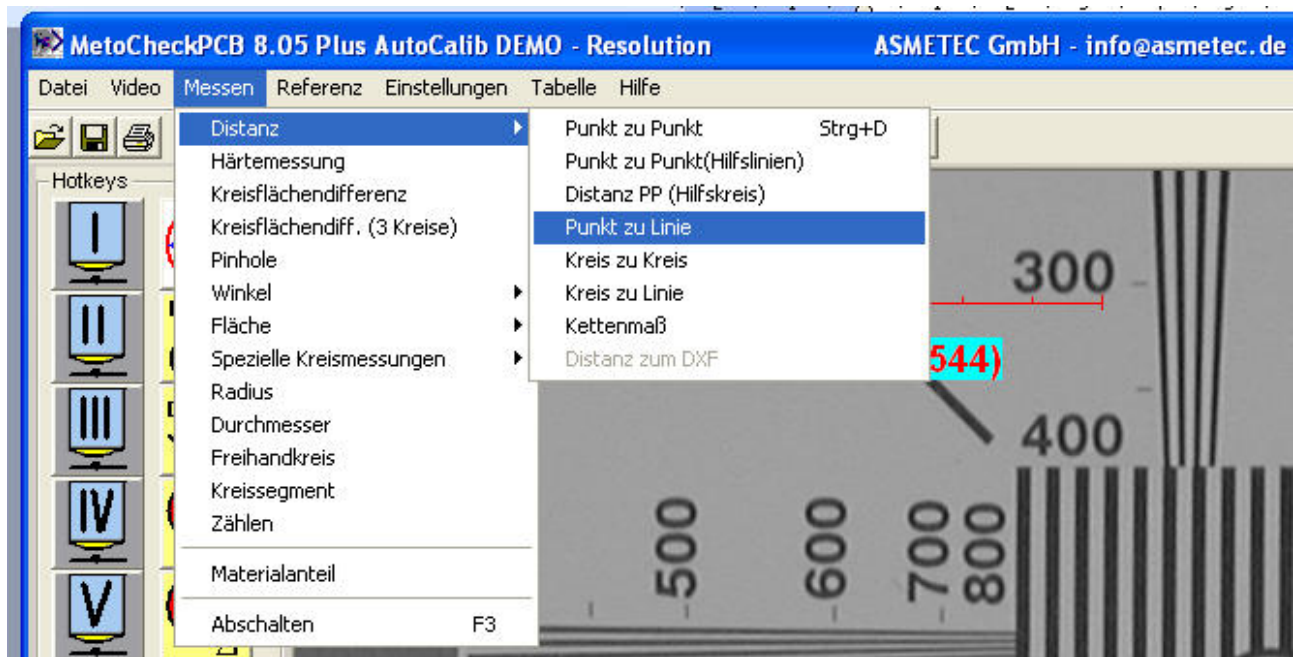 MetoCheckPCB 8.05 Plus AutoCalib DEMO - Resolution ASMETEC GmbH - info@asmetec.de
Datei Video Messen Referenz Einstellungen Tabelle Hilfe
Hotkeys
I
II
III
IV
V
Distanz
Härtemessung
Kreisflächendifferenz
Kreisflächendiff. (3 Kreise)
Pinhole
Winkel
Fläche
Spezielle Kreismessungen
Radius
Durchmesser
Freihandkreis
Kreissegment
Zählen
Materialanteil
Abschalten F3
Punkt zu Punkt Strg+D
Punkt zu Punkt(Hilfslinien)
Distanz PP (Hilfskreis)
Punkt zu Linie
Kreis zu Kreis
Kreis zu Linie
Kettenmaß
Distanz zum DXF
300
544)
400
500
600
700
800